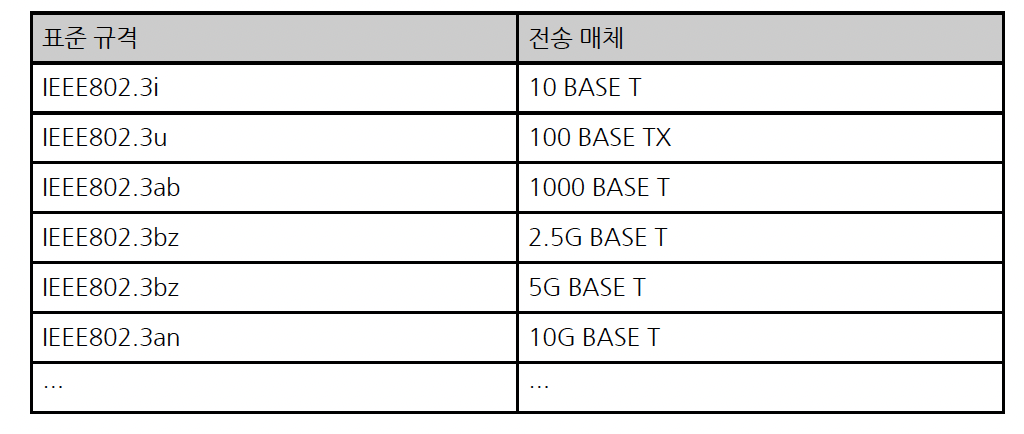 표준 규격 전송 매체
IEEE802.3i 10 BASE T
IEEE802.3u 100 BASE TX
IEEE802.3ab 1000 BASE T
IEEE802.3bz 2.5G BASE T
IEEE802.3bz 5G BASE T
IEEE802.3an 10G BASE T
… …